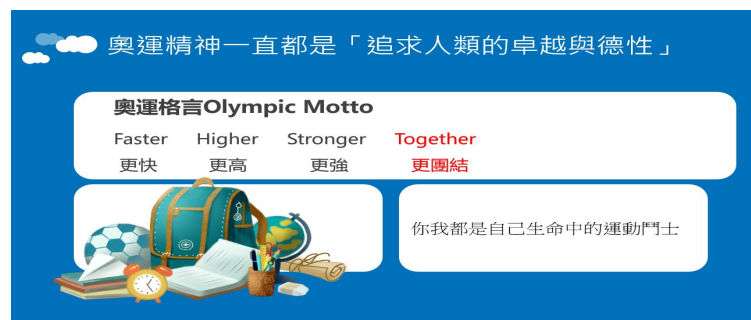 奧運精神一直都是「追求人類的卓越與德性」
奧運格言Olympic Motto
Faster Higher Stronger Together
更快 更高 更強 更團結
你我都是自己生命中的運動鬥士